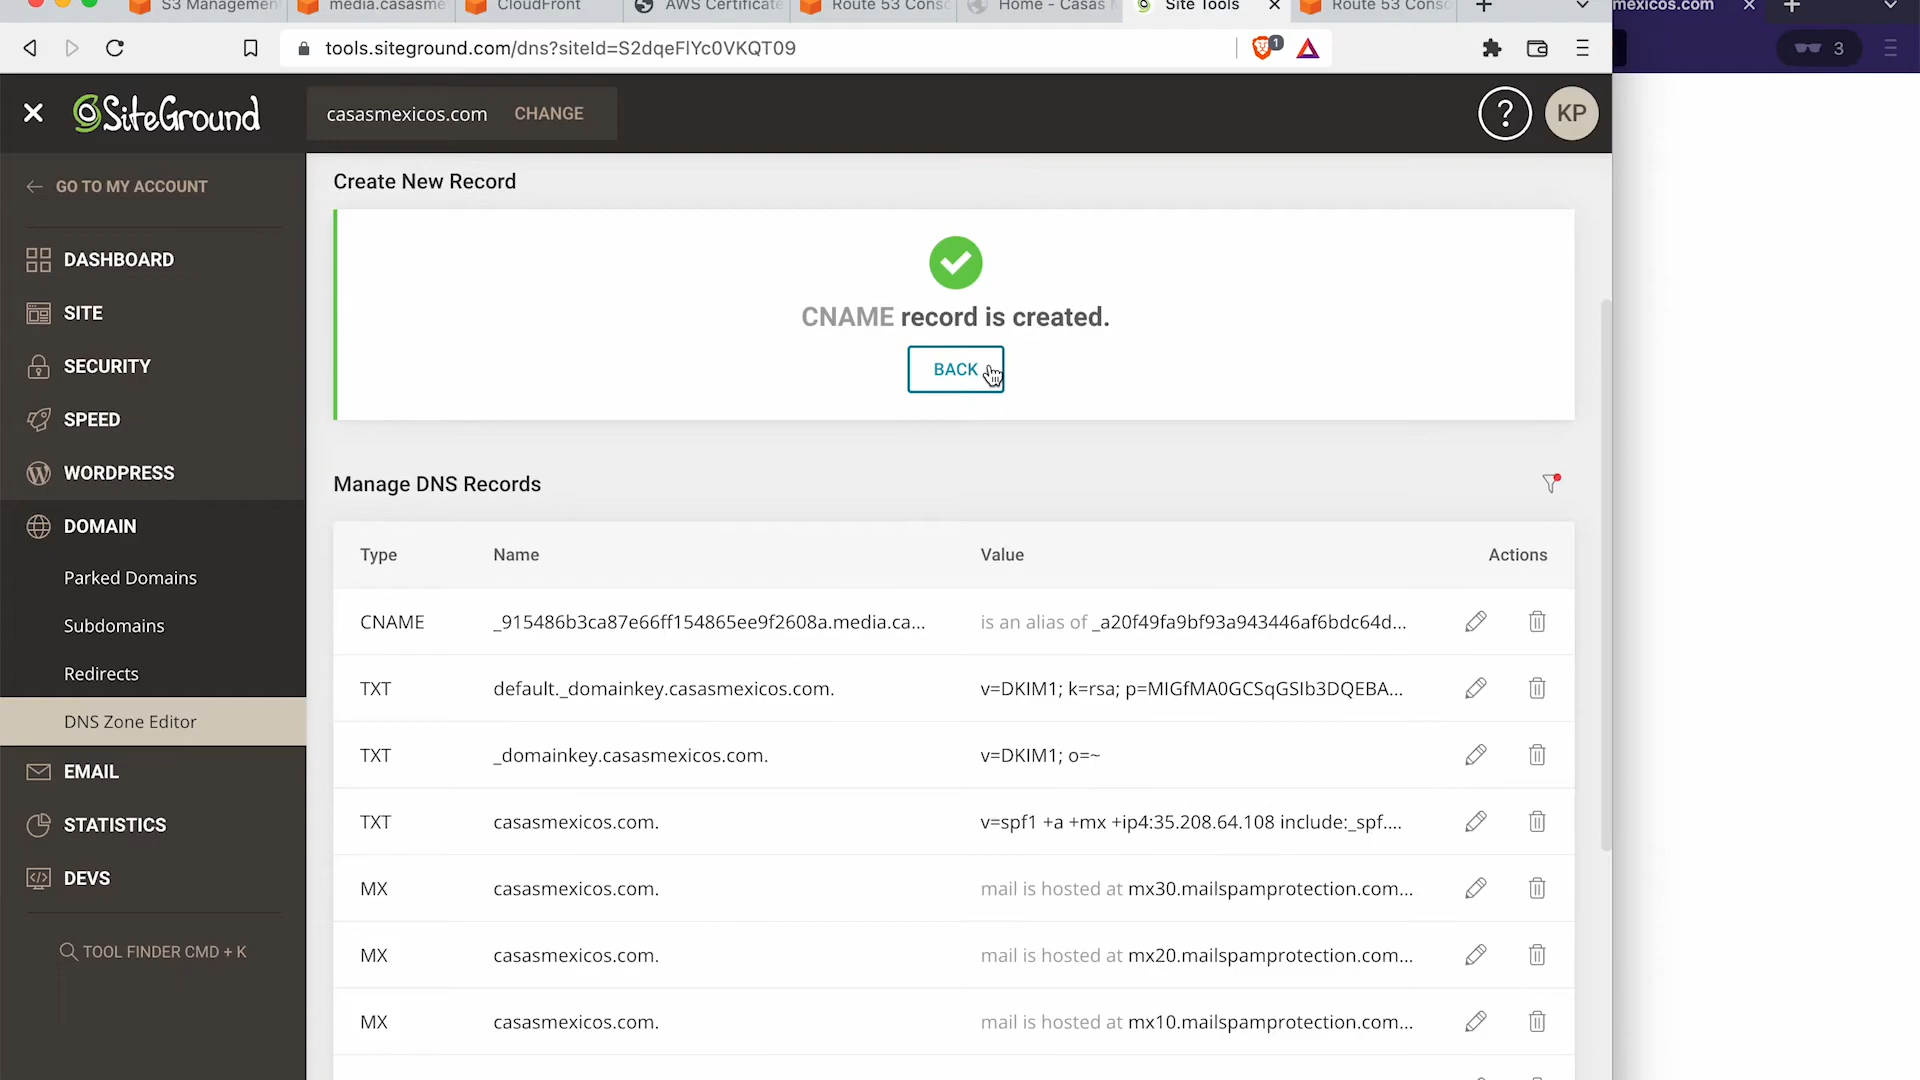 S3 Managemen
media.casasme
CloudFront
AWS Certificate
Route 53 Conso
Home - Casas M
Site Tools
Route 53 Conso
mexicos.com
tools.siteground.com/dns?siteId=S2dqeFlYc0VKQT09
1
3
SiteGround
casasmexicos.com CHANGE
?
KP
GO TO MY ACCOUNT
DASHBOARD
SITE
SECURITY
SPEED
WORDPRESS
DOMAIN
Parked Domains
Subdomains
Redirects
DNS Zone Editor
EMAIL
STATISTICS
DEVS
TOOL FINDER CMD + K
Create New Record
CNAME record is created.
BACK
Manage DNS Records
Type Name Value Actions
CNAME _915486b3ca87e66ff154865ee9f2608a.media.ca... is an alias of _a20f49fa9bf93a943446af6bdc64d...
TXT default._domainkey.casasmexicos.com. v=DKIM1; k=rsa; p=MIGfMA0GCSqGSIb3DQEBA...
TXT _domainkey.casasmexicos.com. v=DKIM1; o=~
TXT casasmexicos.com. v=spf1 +a +mx +ip4:35.208.64.108 include:_spf....
MX casasmexicos.com. mail is hosted at mx30.mailspamprotection.com...
MX casasmexicos.com. mail is hosted at mx20.mailspamprotection.com...
MX casasmexicos.com. mail is hosted at mx10.mailspamprotection.com...